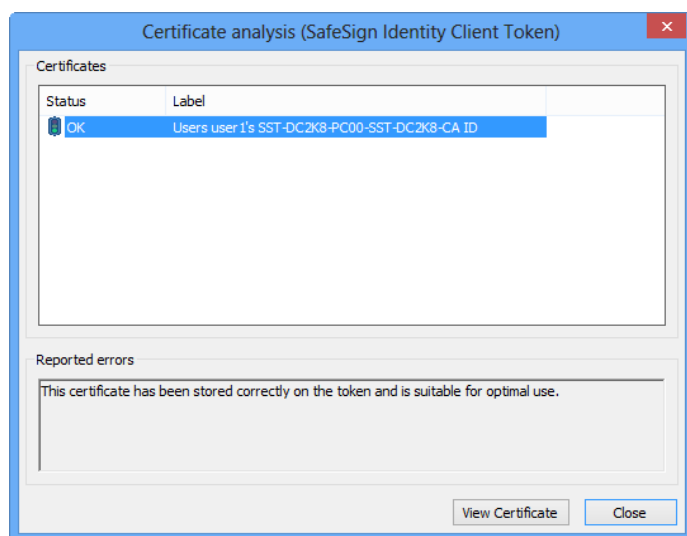 Certificate analysis (SafeSign Identity Client Token)
Certificates
Status Label
OK Users user1's SST-DC2K8-PC00-SST-DC2K8-CA ID
Reported errors
This certificate has been stored correctly on the token and is suitable for optimal use.
View Certificate Close